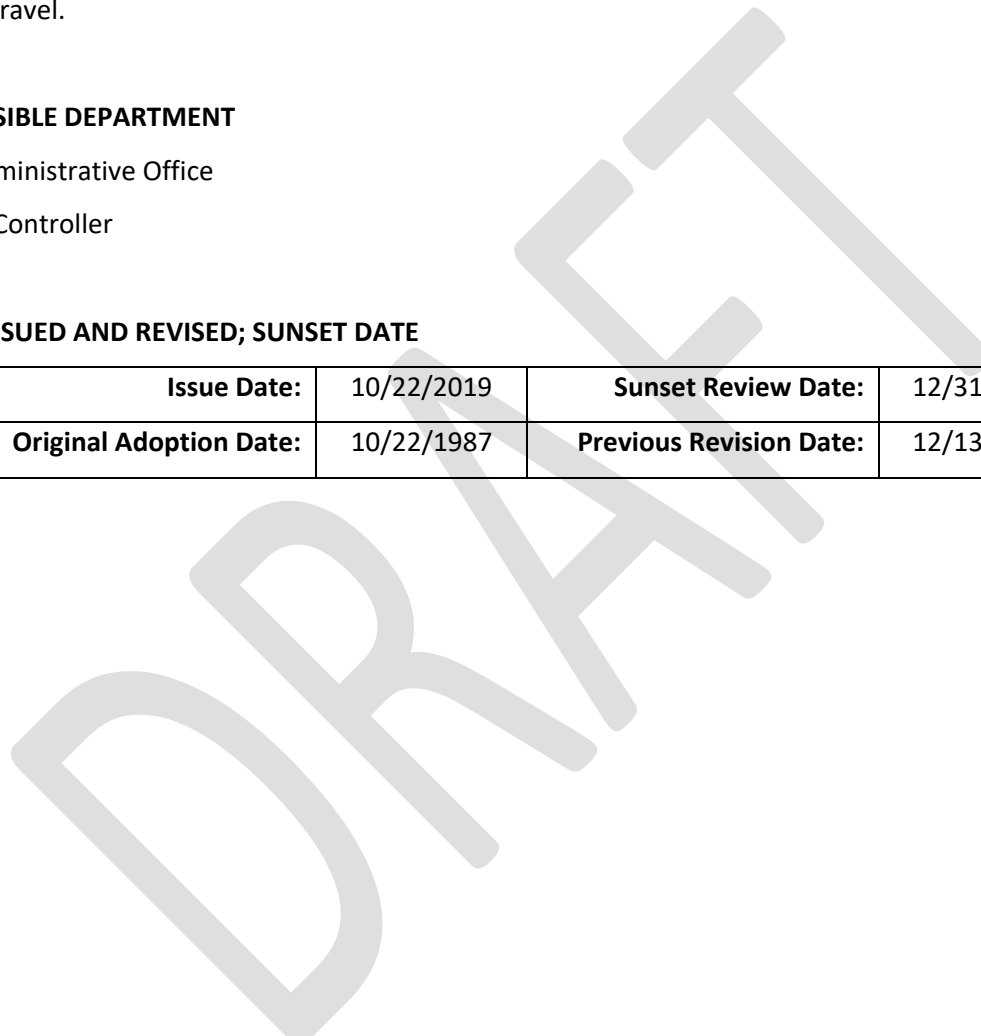 ravel.
SIBLE DEPARTMENT
ministrative Office
Controller
SSUED AND REVISED; SUNSET DATE
Issue Date: 10/22/2019 Sunset Review Date: 12/31
Original Adoption Date: 10/22/1987 Previous Revision Date: 12/13
DRAFT